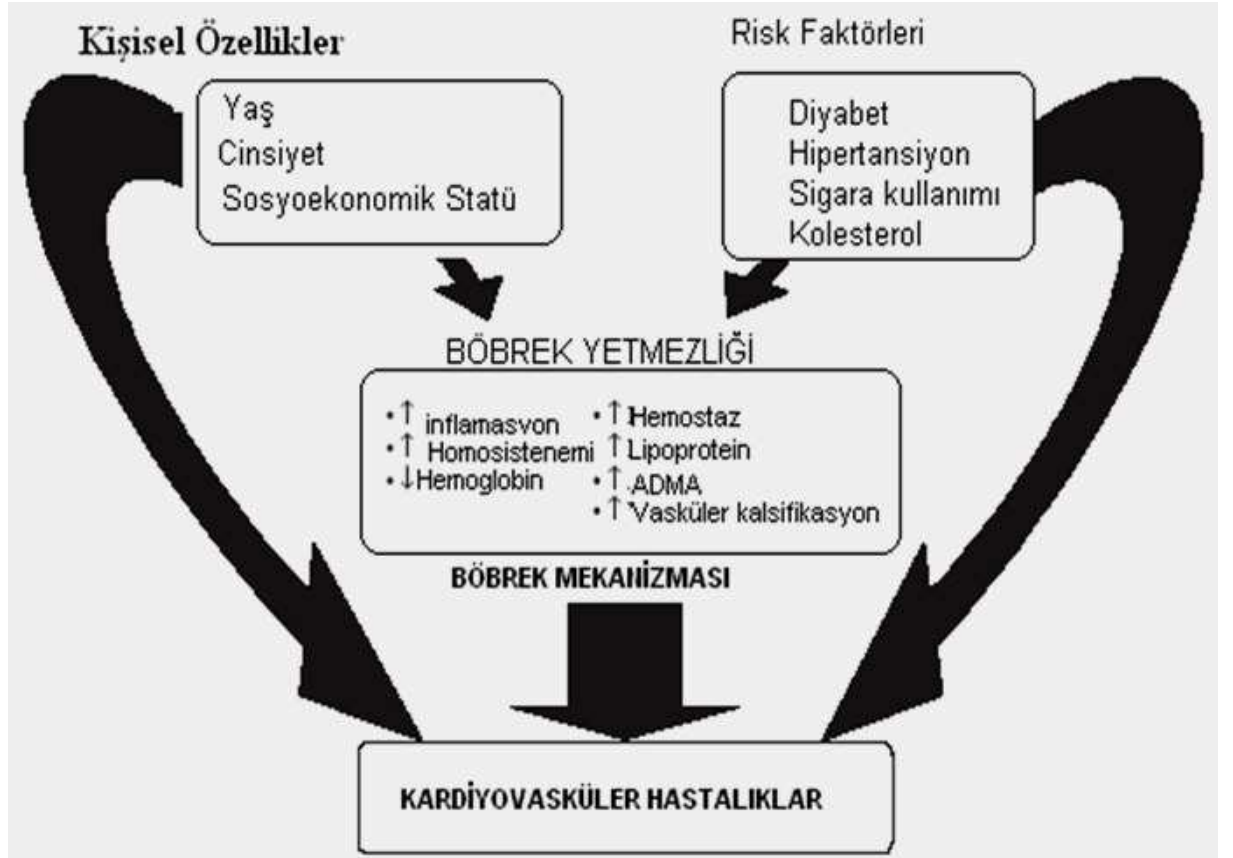 Kişisel Özellikler
Risk Faktörleri
Yaş
Cinsiyet
Sosyoekonomik Statü
Diyabet
Hipertansiyon
Sigara kullanımı
Kolesterol
BÖBREK YETMEZLİĞİ
•↑ inflamasvon
•↑ Homosistenemi
•↓Hemoglobin
•↑Hemostaz
↑Lipoprotein
•↑ADMA
•↑Vasküler kalsifikasyon
BÖBREK MEKANİZMASI
KARDİYOVASKÜLER HASTALIKLAR